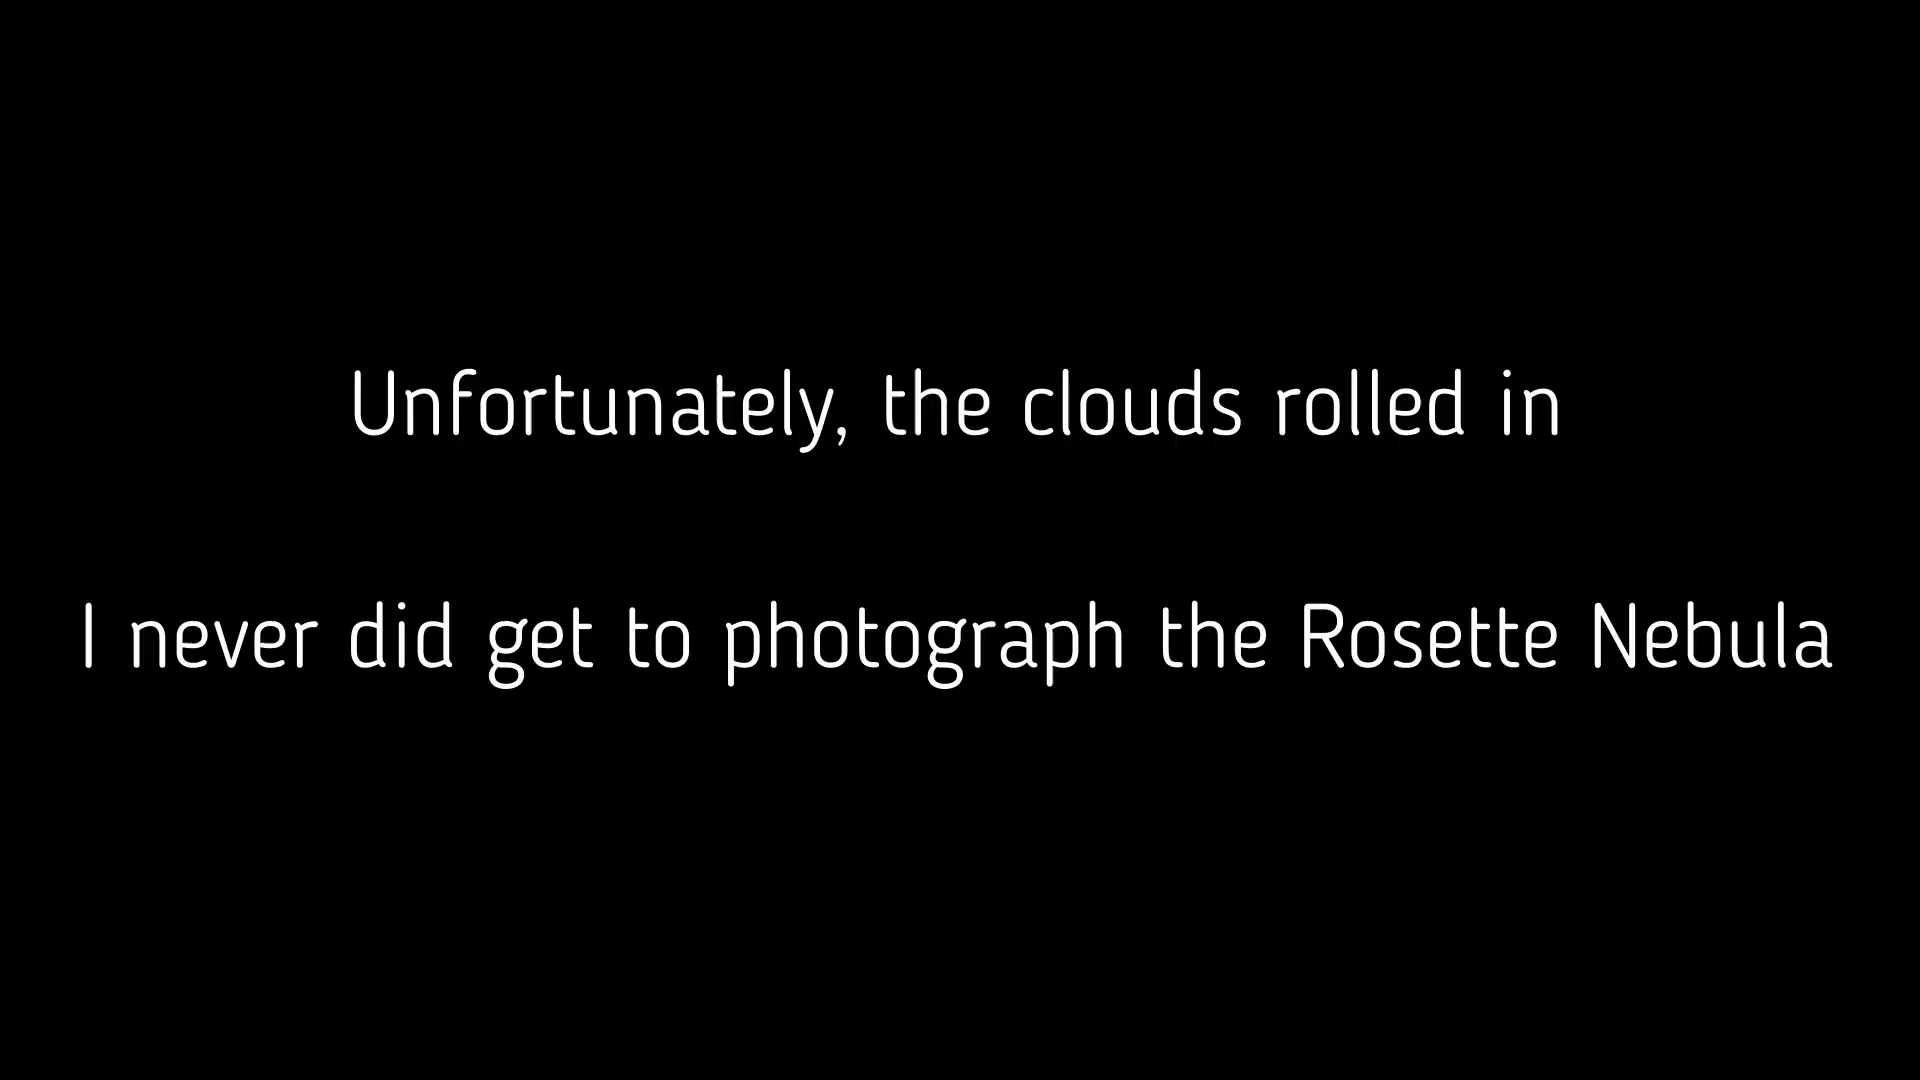 Unfortunately, the clouds rolled in
I never did get to photograph the Rosette Nebula